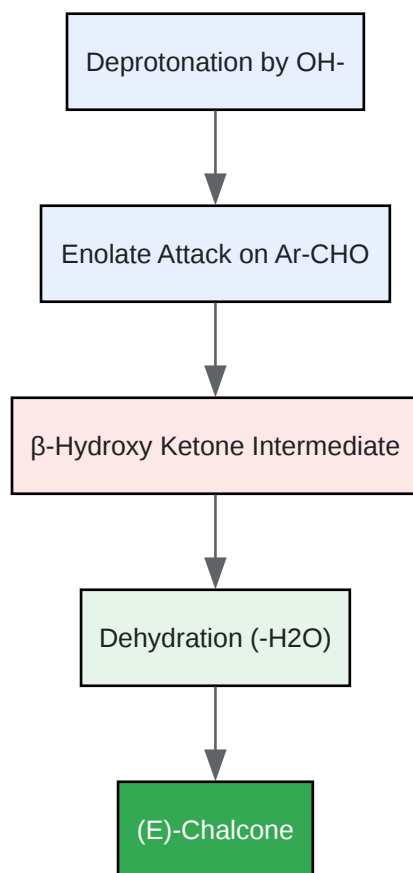 Deprotonation by OH-
Enolate Attack on Ar-CHO
β-Hydroxy Ketone Intermediate
Dehydration (-H2O)
(E)-Chalcone